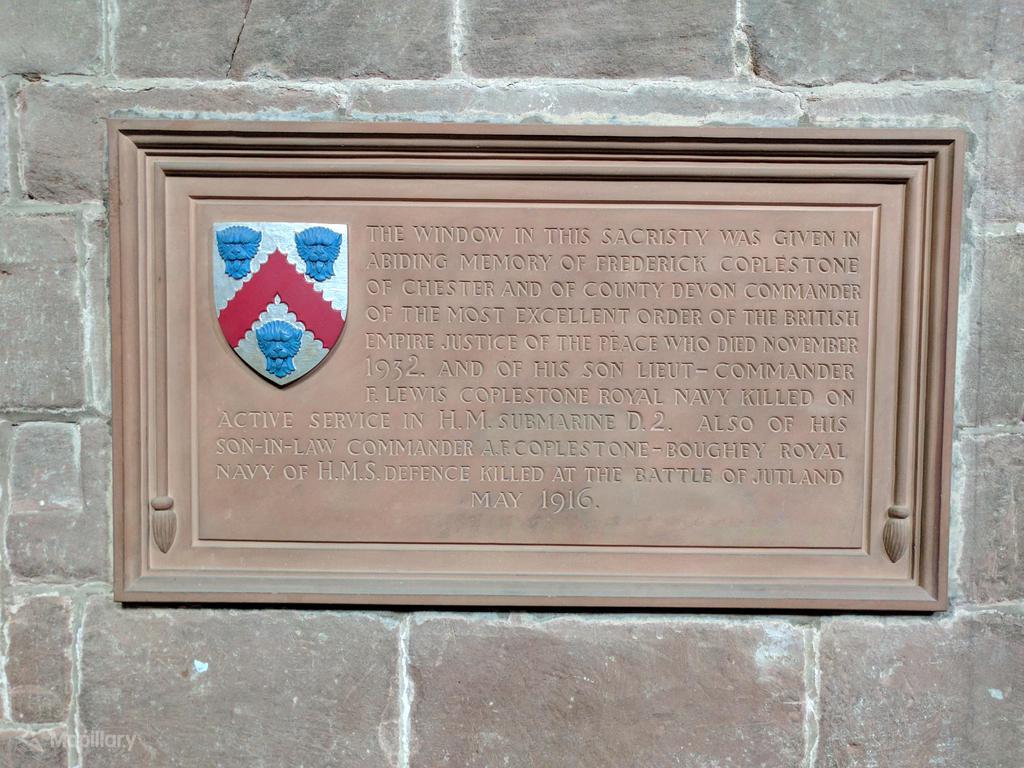 THE WINDOW IN THIS SACRISTY WAS GIVEN IN
ABIDING MEMORY OF FREDERICK COPLESTONE
OF CHESTER AND OF COUNTY DEVON COMMANDER
OF THE MOST EXCELLENT ORDER OF THE BRITISH
EMPIRE JUSTICE OF THE PEACE WHO DIED NOVEMBER
1932. AND OF HIS SON LIEUT-COMMANDER
F. LEWIS COPLESTONE ROYAL NAVY KILLED ON
ACTIVE SERVICE IN H.M. SUBMARINE D.2. ALSO OF HIS
SON-IN-LAW COMMANDER A.F. COPLESTONE-BOUGHEY ROYAL
NAVY OF H.M.S. DEFENCE KILLED AT THE BATTLE OF JUTLAND
MAY 1916.
Mapillary